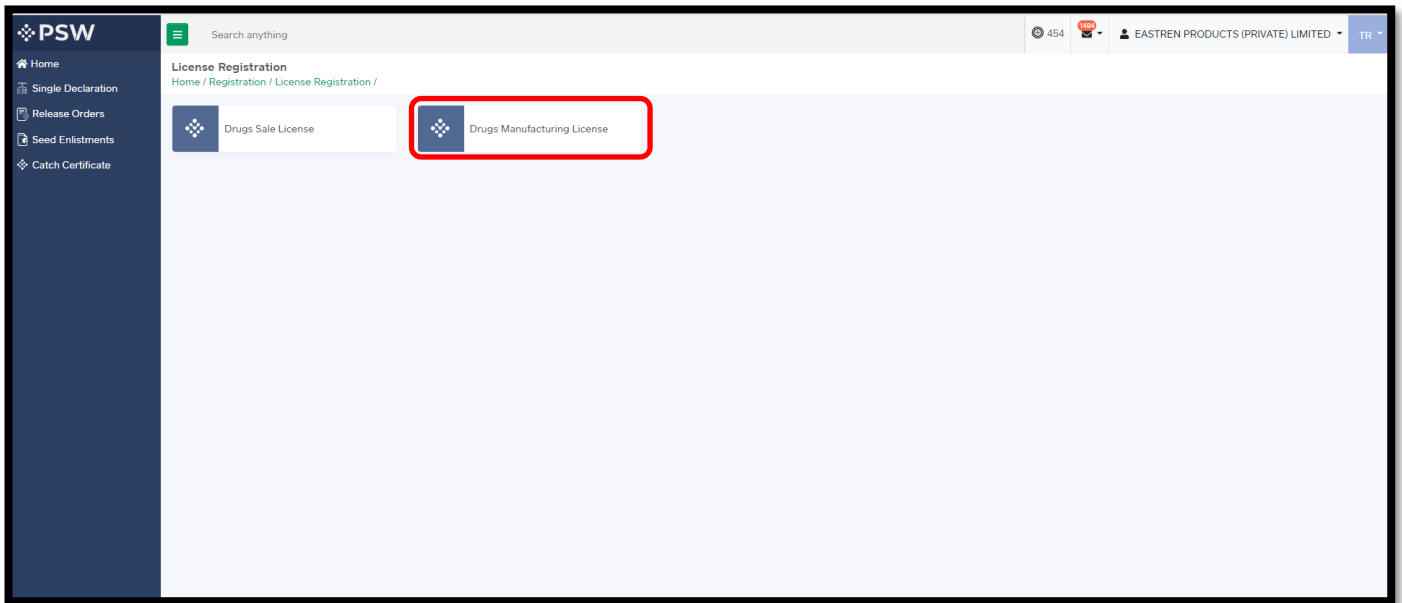 PSW
Search anything
454
1494
EASTREN PRODUCTS (PRIVATE) LIMITED
TR
Home
Single Declaration
Release Orders
Seed Enlistments
Catch Certificate
License Registration
Home / Registration / License Registration /
Drugs Sale License
Drugs Manufacturing License